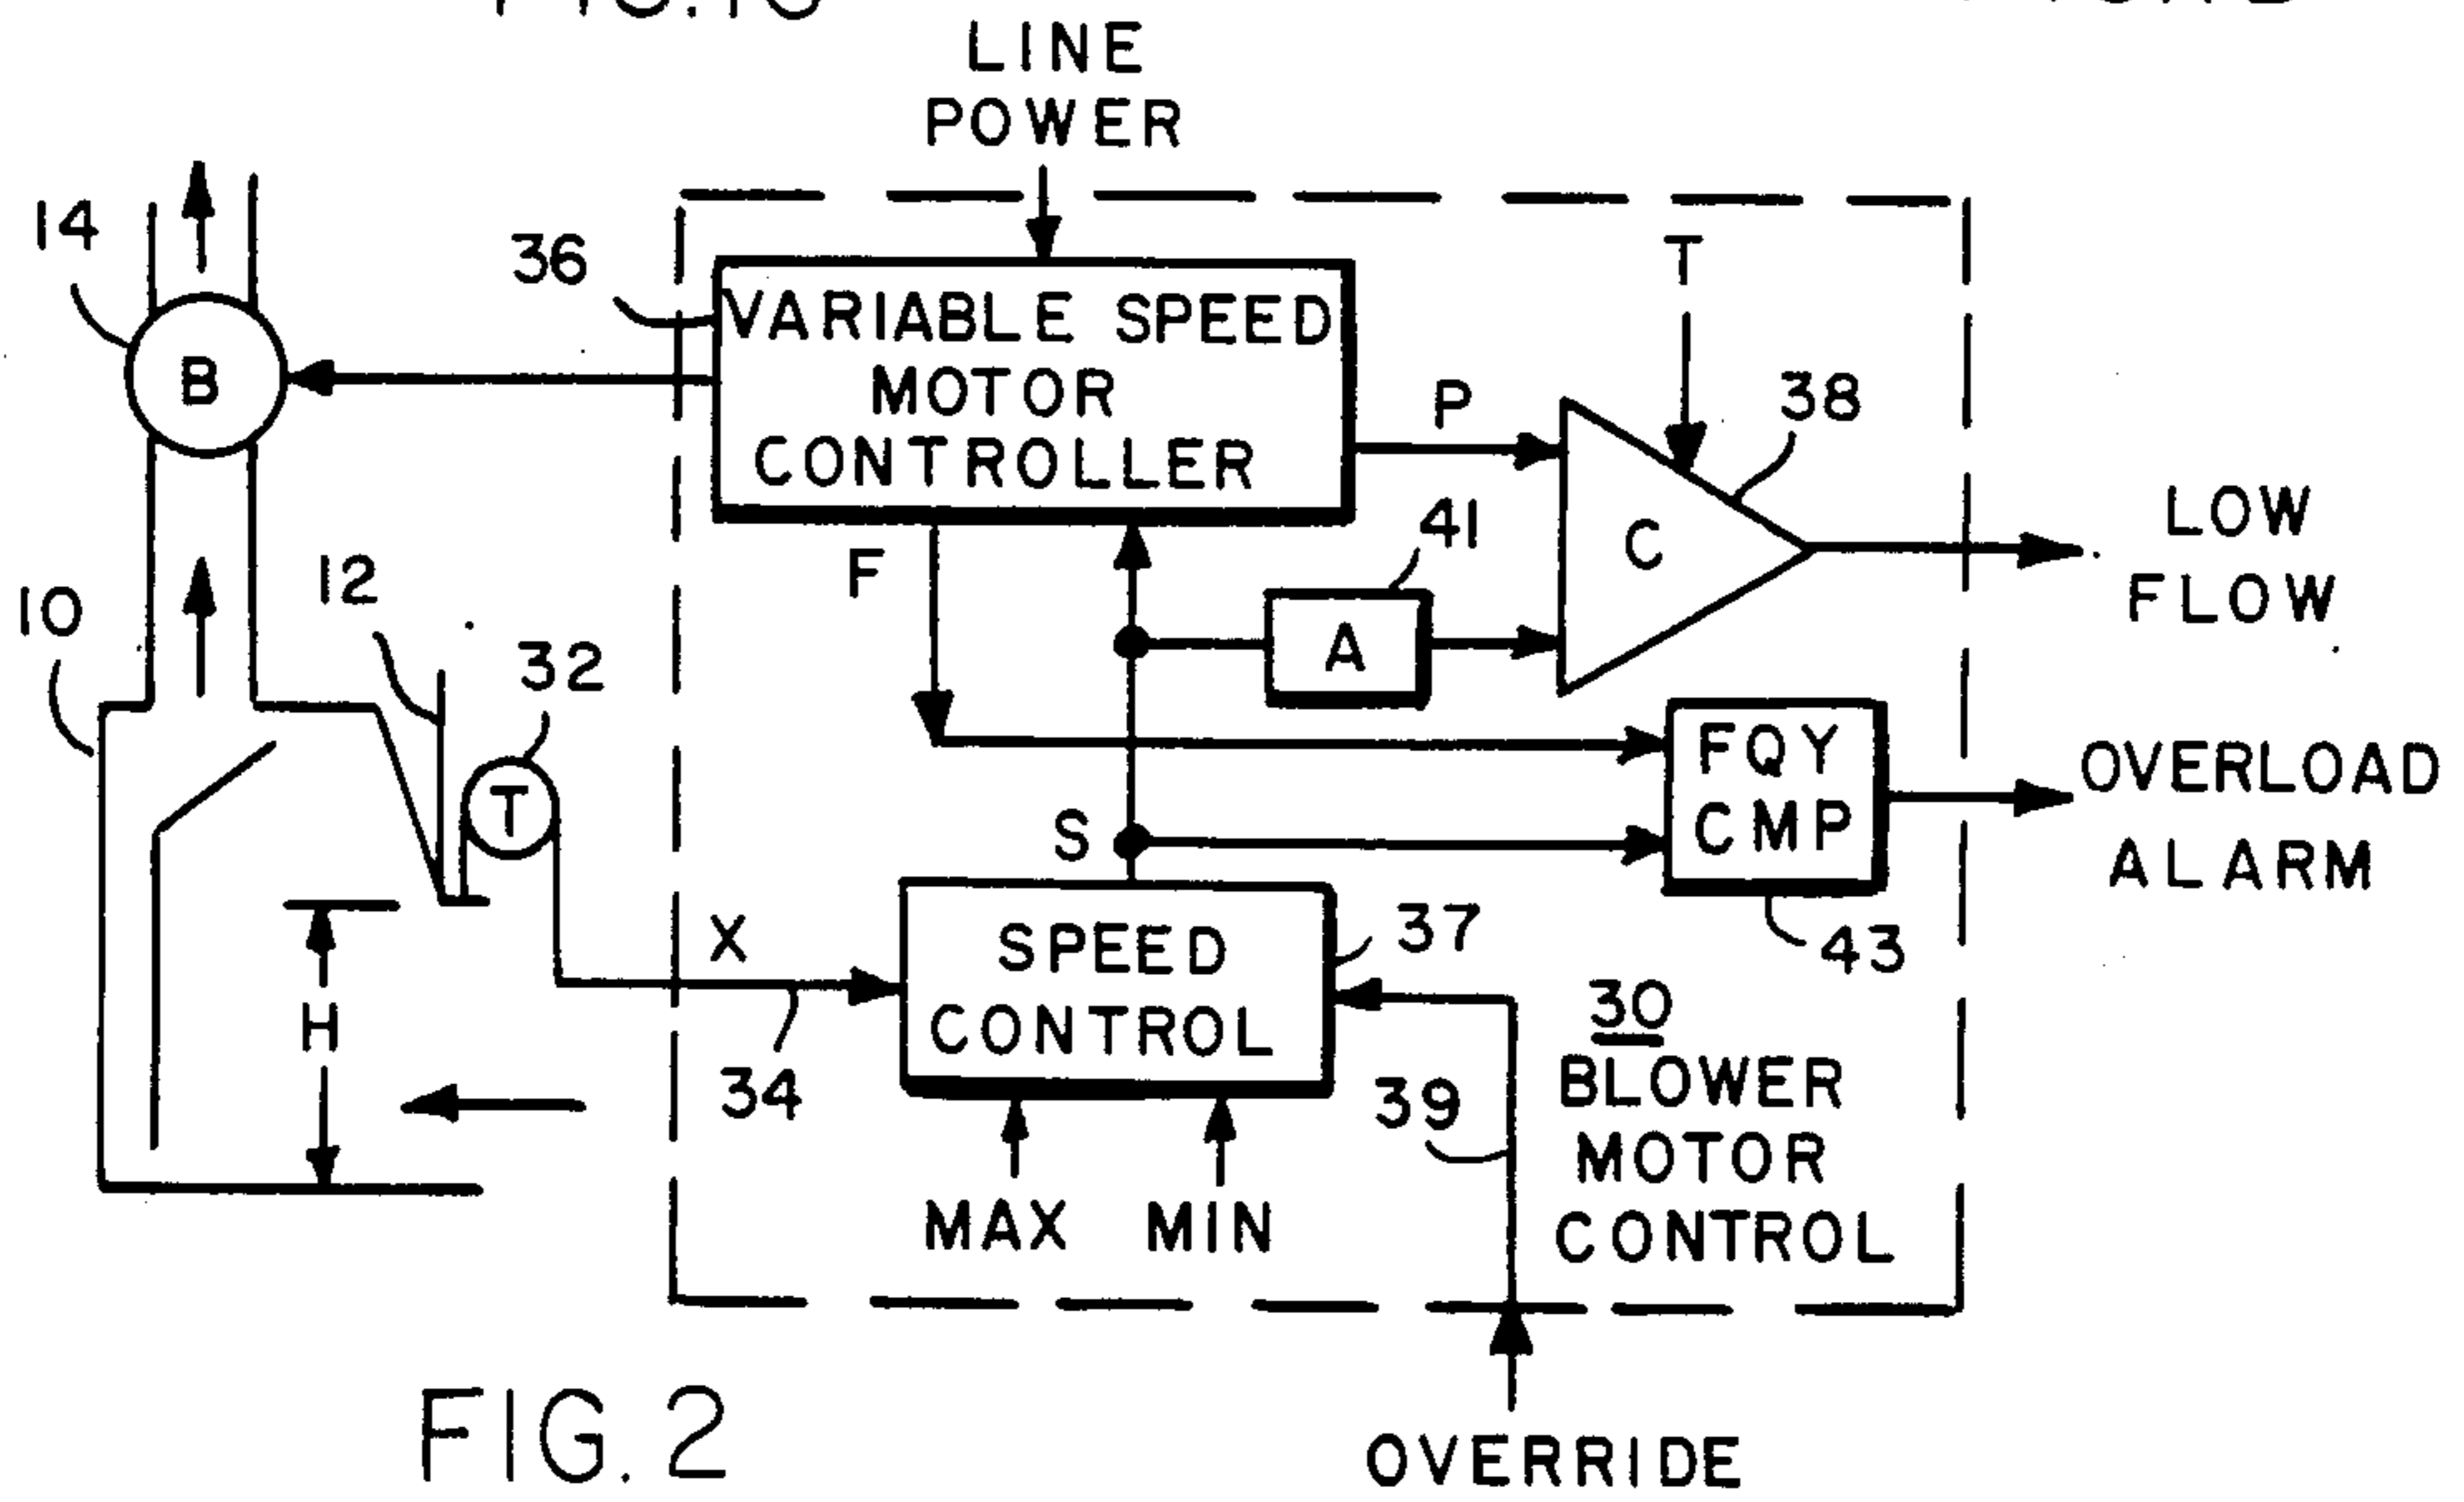 LINE
POWER
14
36
T
VARIABLE SPEED
MOTOR
CONTROLLER
B
P
38
C
LOW
FLOW
41
F
12
10
A
32
T
FQY
CMP
OVERLOAD
ALARM
S
43
X
SPEED
CONTROL
37
H
34
30
BLOWER
MOTOR
CONTROL
39
MAX MIN
OVERRIDE
FIG. 2